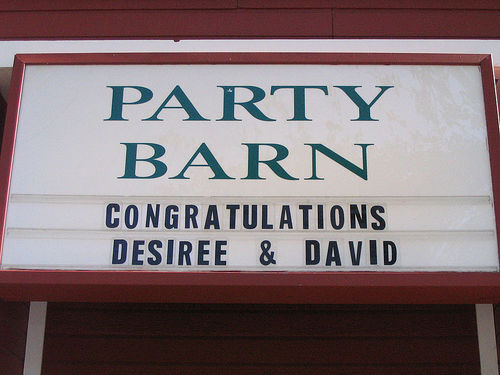 PARTY
BARN
CONGRATULATIONS
DESIREE & DAVID